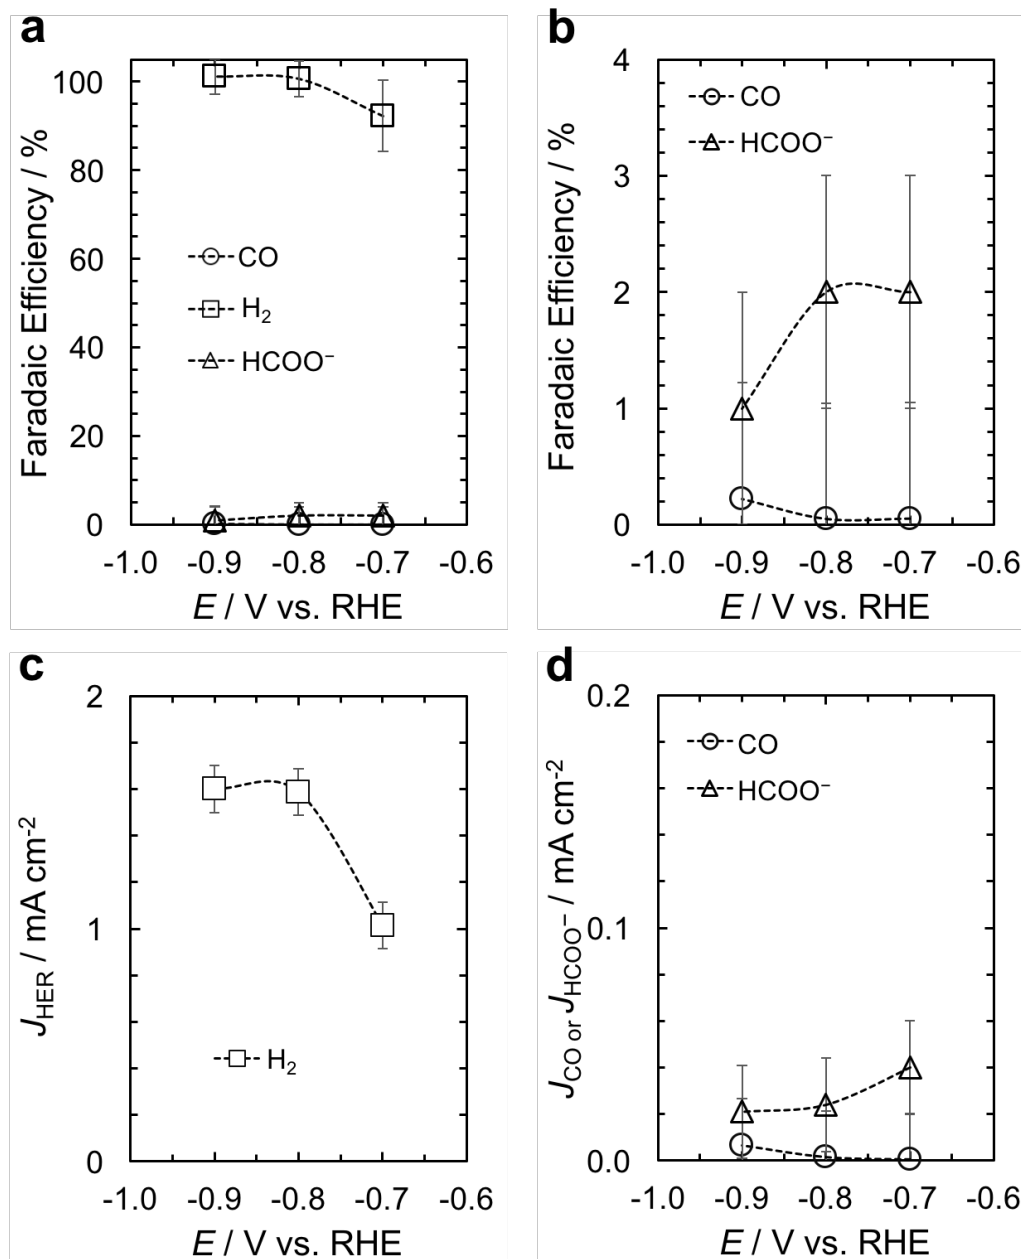 a
Faradaic Efficiency / %
100
80
60
40
20
0
CO
H₂
HCOO⁻
-1.0 -0.9 -0.8 -0.7 -0.6
E / V vs. RHE
b
Faradaic Efficiency / %
4
3
2
1
0
CO
HCOO⁻
-1.0 -0.9 -0.8 -0.7 -0.6
E / V vs. RHE
c
J_HER / mA cm⁻²
2
1
0
H₂
-1.0 -0.9 -0.8 -0.7 -0.6
E / V vs. RHE
d
J_CO or J_HCOO⁻ / mA cm⁻²
0.2
0.1
0.0
CO
HCOO⁻
-1.0 -0.9 -0.8 -0.7 -0.6
E / V vs. RHE